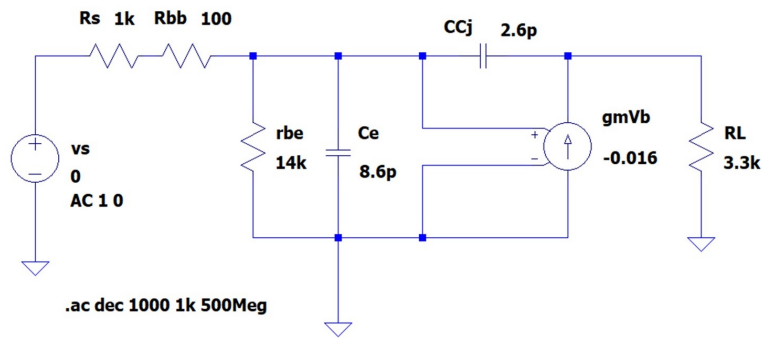 Rs 1k Rbb 100
CCj 2.6p
+
−
vs
0
AC 1 0
rbe
14k
Ce
8.6p
+
−
gmVb
-0.016
RL
3.3k
.ac dec 1000 1k 500Meg